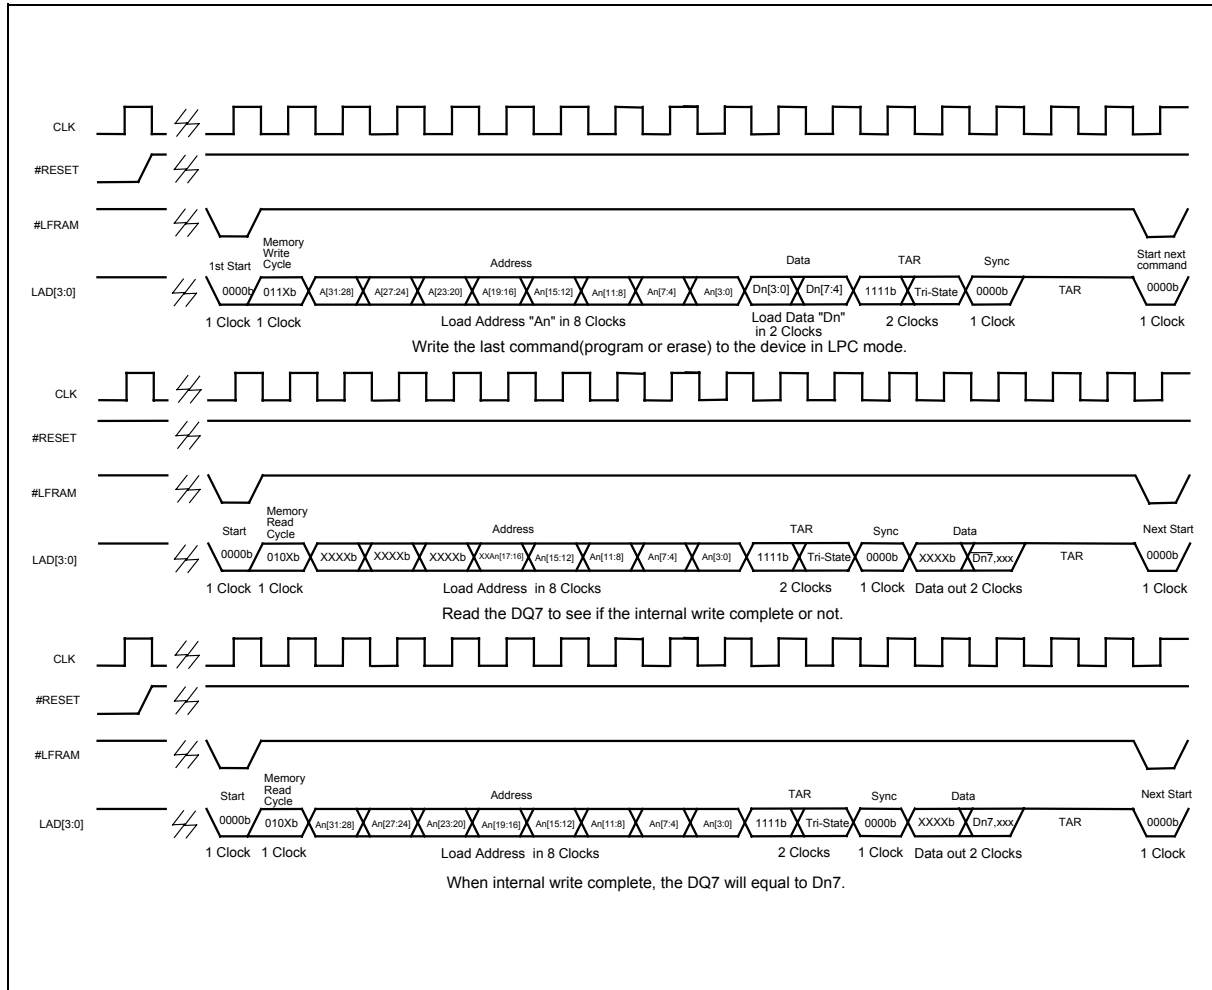 CLK
#RESET
#LFRAM
Memory
Write
Cycle
1st Start Address Data TAR Sync Start next
command
LAD[3:0] 0000b 011Xb A[31:28] A[27:24] A[23:20] A[19:16] An[15:12] An[11:8] An[7:4] An[3:0] Dn[3:0] Dn[7:4] 1111b Tri-State 0000b TAR 0000b
1 Clock 1 Clock Load Address "An" in 8 Clocks Load Data "Dn"
in 2 Clocks 2 Clocks 1 Clock 1 Clock
Write the last command(program or erase) to the device in LPC mode.
CLK
#RESET
#LFRAM
Memory
Read
Cycle
Start Address TAR Sync Data Next Start
LAD[3:0] 0000b 010Xb XXXXb XXXXb XXXXb XXAn[17:16] An[15:12] An[11:8] An[7:4] An[3:0] 1111b Tri-State 0000b XXXXb D̅n̅7̅,xxx TAR 0000b
1 Clock 1 Clock Load Address in 8 Clocks 2 Clocks 1 Clock Data out 2 Clocks 1 Clock
Read the DQ7 to see if the internal write complete or not.
CLK
#RESET
#LFRAM
Memory
Read
Cycle
Start Address TAR Sync Data Next Start
LAD[3:0] 0000b 010Xb An[31:28] An[27:24] An[23:20] An[19:16] An[15:12] An[11:8] An[7:4] An[3:0] 1111b Tri-State 0000b XXXXb Dn7,xxx TAR 0000b
1 Clock 1 Clock Load Address in 8 Clocks 2 Clocks 1 Clock Data out 2 Clocks 1 Clock
When internal write complete, the DQ7 will equal to Dn7.